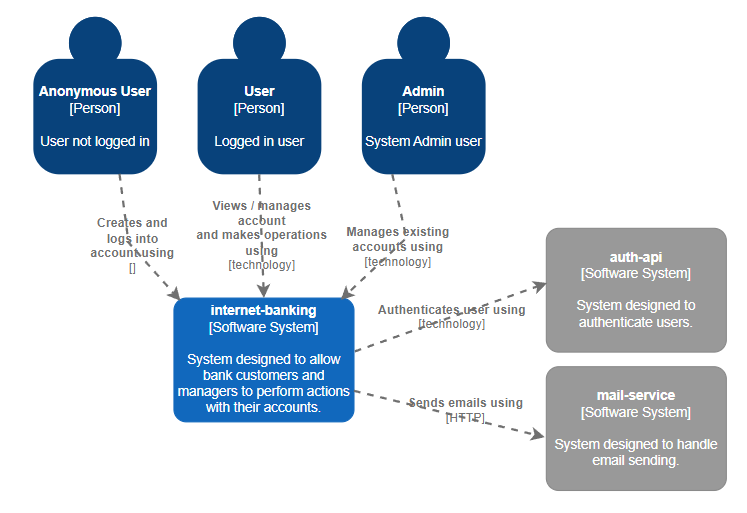 Anonymous User
[Person]
User not logged in
User
[Person]
Logged in user
Admin
[Person]
System Admin user
Creates and
logs into
account using
[]
Views / manages
account
and makes operations
using
[technology]
Manages existing
accounts using
[technology]
internet-banking
[Software System]
System designed to allow
bank customers and
managers to perform actions
with their accounts.
Authenticates user using
[technology]
Sends emails using
[HTTP]
auth-api
[Software System]
System designed to
authenticate users.
mail-service
[Software System]
System designed to handle
email sending.